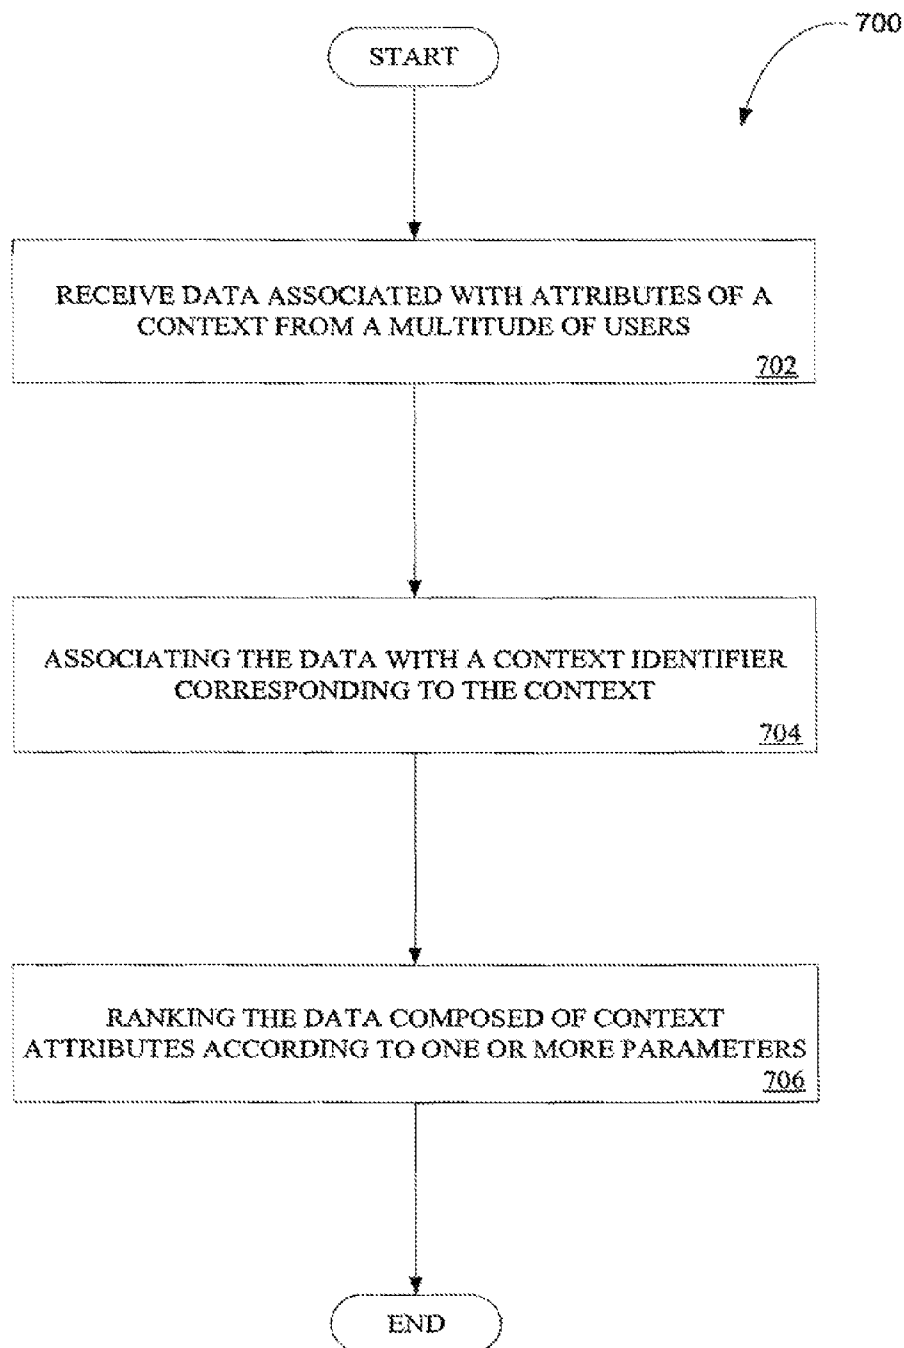 700
START
RECEIVE DATA ASSOCIATED WITH ATTRIBUTES OF A
CONTEXT FROM A MULTITUDE OF USERS
702
ASSOCIATING THE DATA WITH A CONTEXT IDENTIFIER
CORRESPONDING TO THE CONTEXT
704
RANKING THE DATA COMPOSED OF CONTEXT
ATTRIBUTES ACCORDING TO ONE OR MORE PARAMETERS
706
END